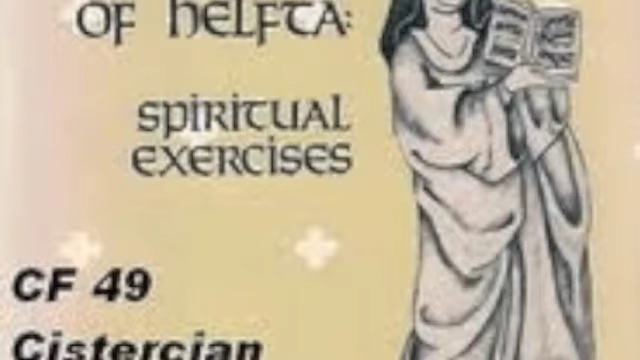 OF HELFTA:
SPIRITUAL
EXERCISES
CF 49
Cistercian